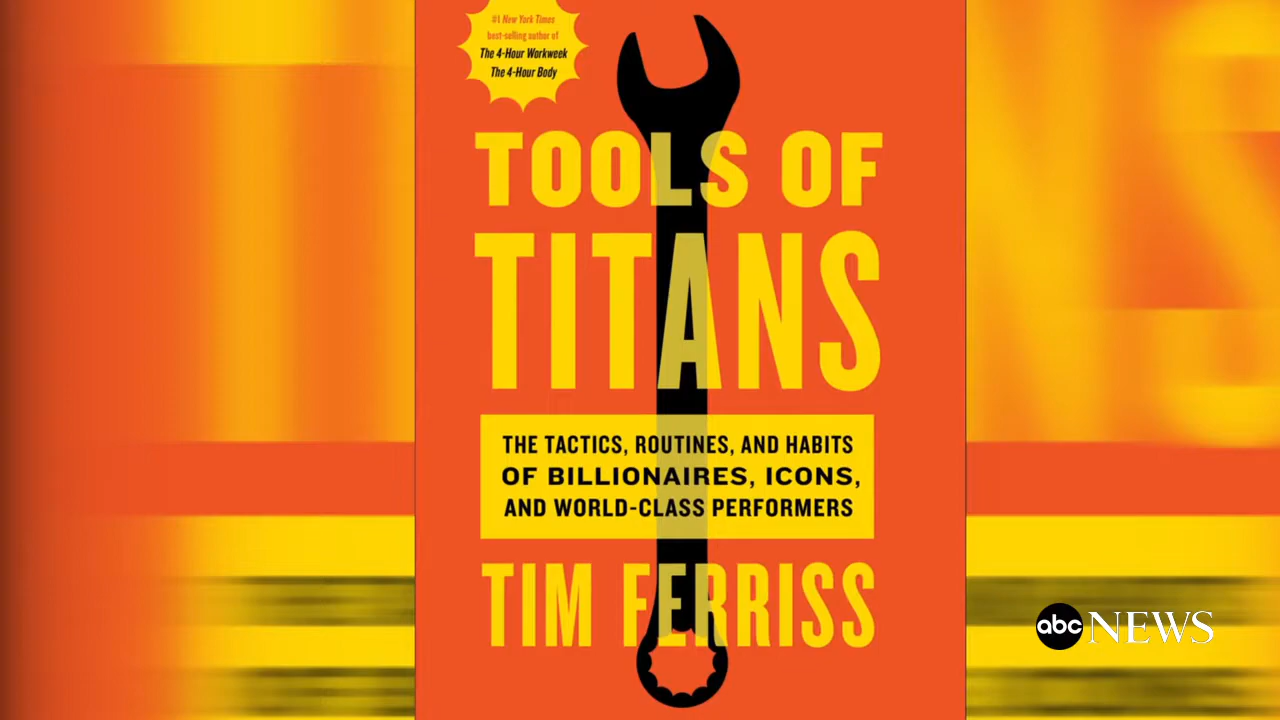 #1 New York Times
best-selling author of
The 4-Hour Workweek
The 4-Hour Body
TOOLS OF
TITANS
THE TACTICS, ROUTINES, AND HABITS
OF BILLIONAIRES, ICONS,
AND WORLD-CLASS PERFORMERS
TIM FERRISS
abc NEWS